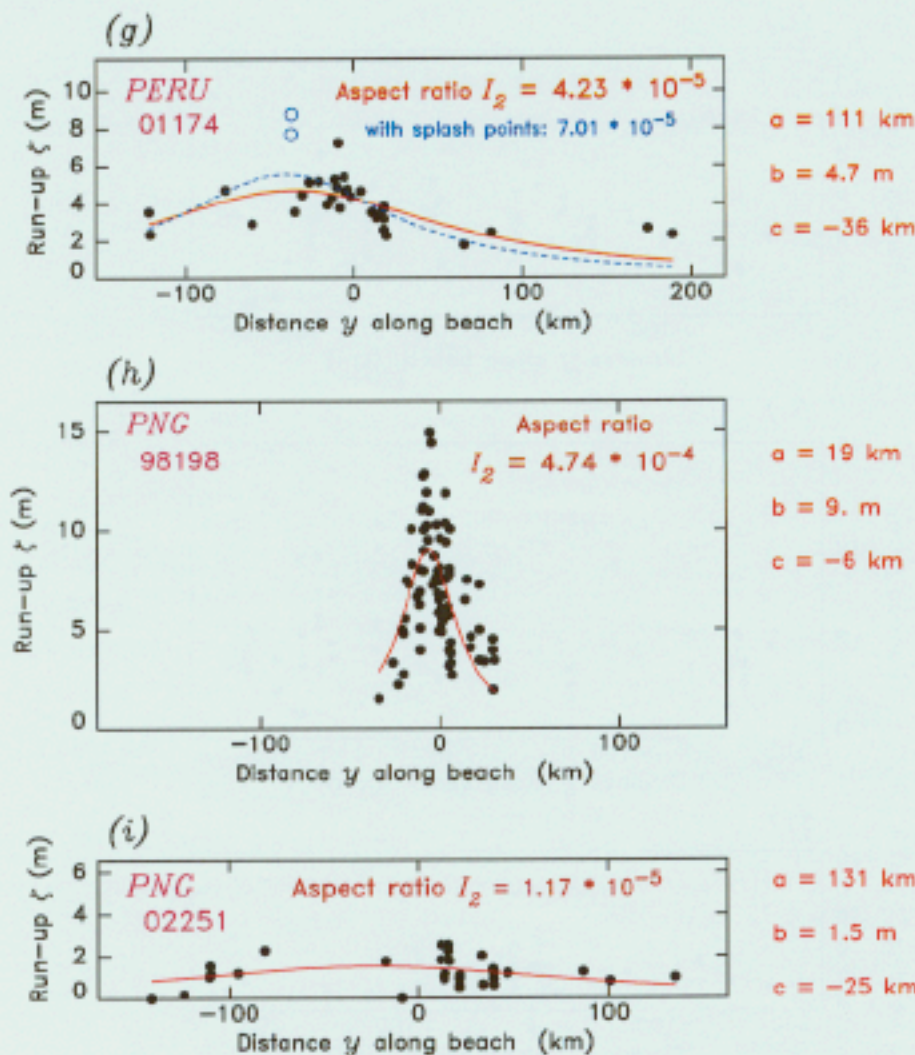 (g)
PERU
01174
Aspect ratio I₂ = 4.23 * 10⁻⁵
with splash points: 7.01 * 10⁻⁵
Run-up ζ (m)
10
8
6
4
2
0
−100
0
100
200
Distance y along beach (km)
a = 111 km
b = 4.7 m
c = −36 km
(h)
PNG
98198
Aspect ratio
I₂ = 4.74 * 10⁻⁴
Run-up ζ (m)
15
10
5
0
−100
0
100
Distance y along beach (km)
a = 19 km
b = 9. m
c = −6 km
(i)
PNG
02251
Aspect ratio I₂ = 1.17 * 10⁻⁵
Run-up ζ (m)
6
4
2
0
−100
0
100
Distance y along beach (km)
a = 131 km
b = 1.5 m
c = −25 km